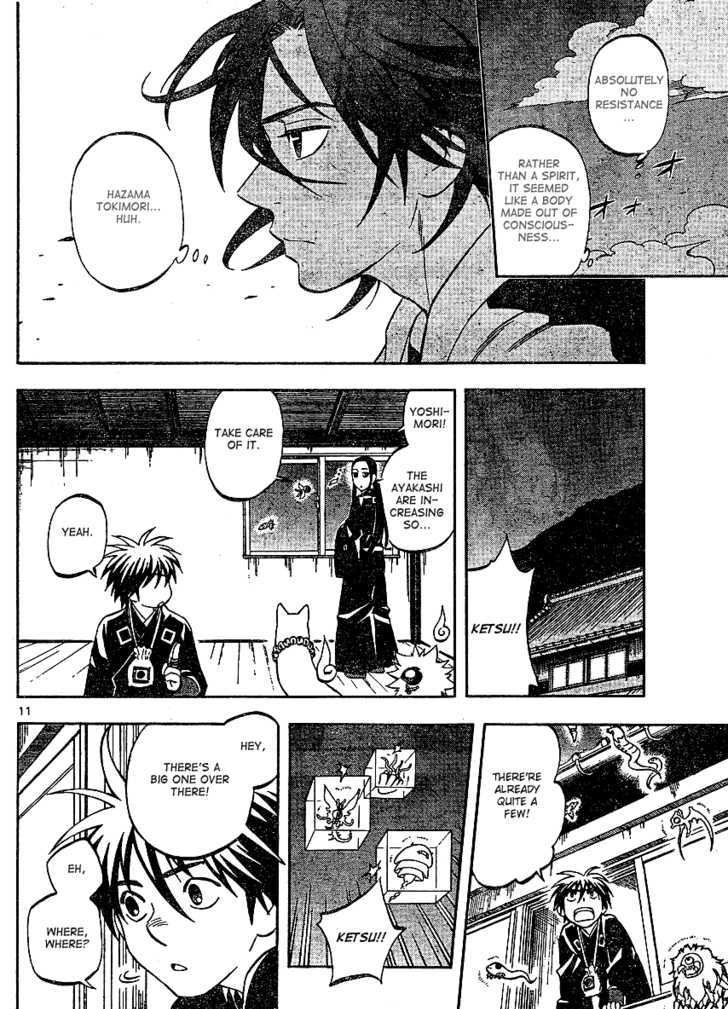 ABSOLUTELY
NO
RESISTANCE
...
RATHER
THAN A SPIRIT,
IT SEEMED
LIKE A BODY
MADE OUT OF
CONSCIOUS-
NESS...
HAZAMA
TOKIMORI...
HUH.
KETSU!!
YOSHI-
MORI!
THE
AYAKASHI
ARE IN-
CREASING
SO...
TAKE CARE
OF IT.
YEAH.
11
THERE'RE
ALREADY
QUITE A
FEW!
KETSU!!
HEY,
THERE'S A
BIG ONE OVER
THERE!
EH,
WHERE,
WHERE?